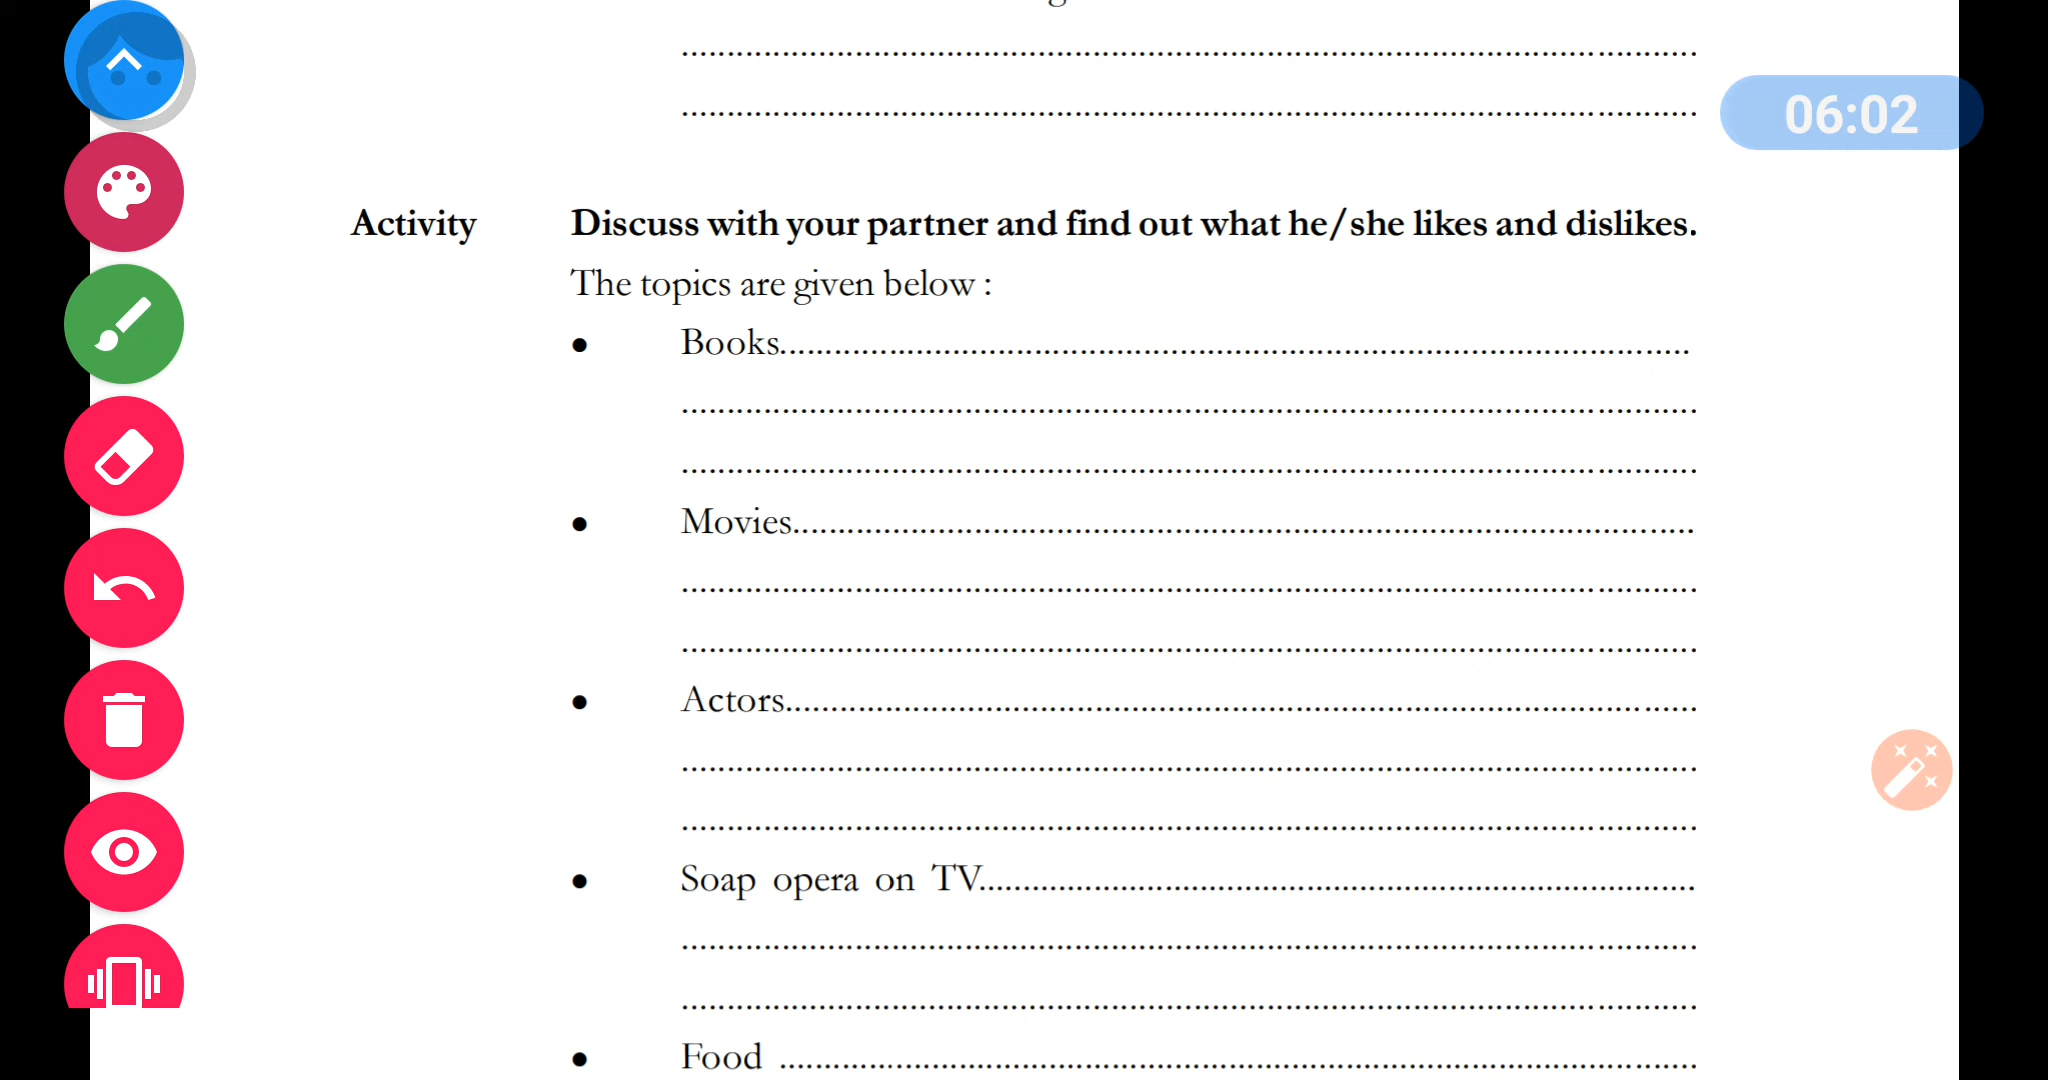 ........................................................................................................................
........................................................................................................................
06:02
Activity Discuss with your partner and find out what he/she likes and dislikes.
The topics are given below :
● Books........................................................................................................
........................................................................................................................
........................................................................................................................
● Movies.......................................................................................................
........................................................................................................................
........................................................................................................................
● Actors........................................................................................................
........................................................................................................................
........................................................................................................................
● Soap opera on TV....................................................................................
........................................................................................................................
........................................................................................................................
● Food .........................................................................................................